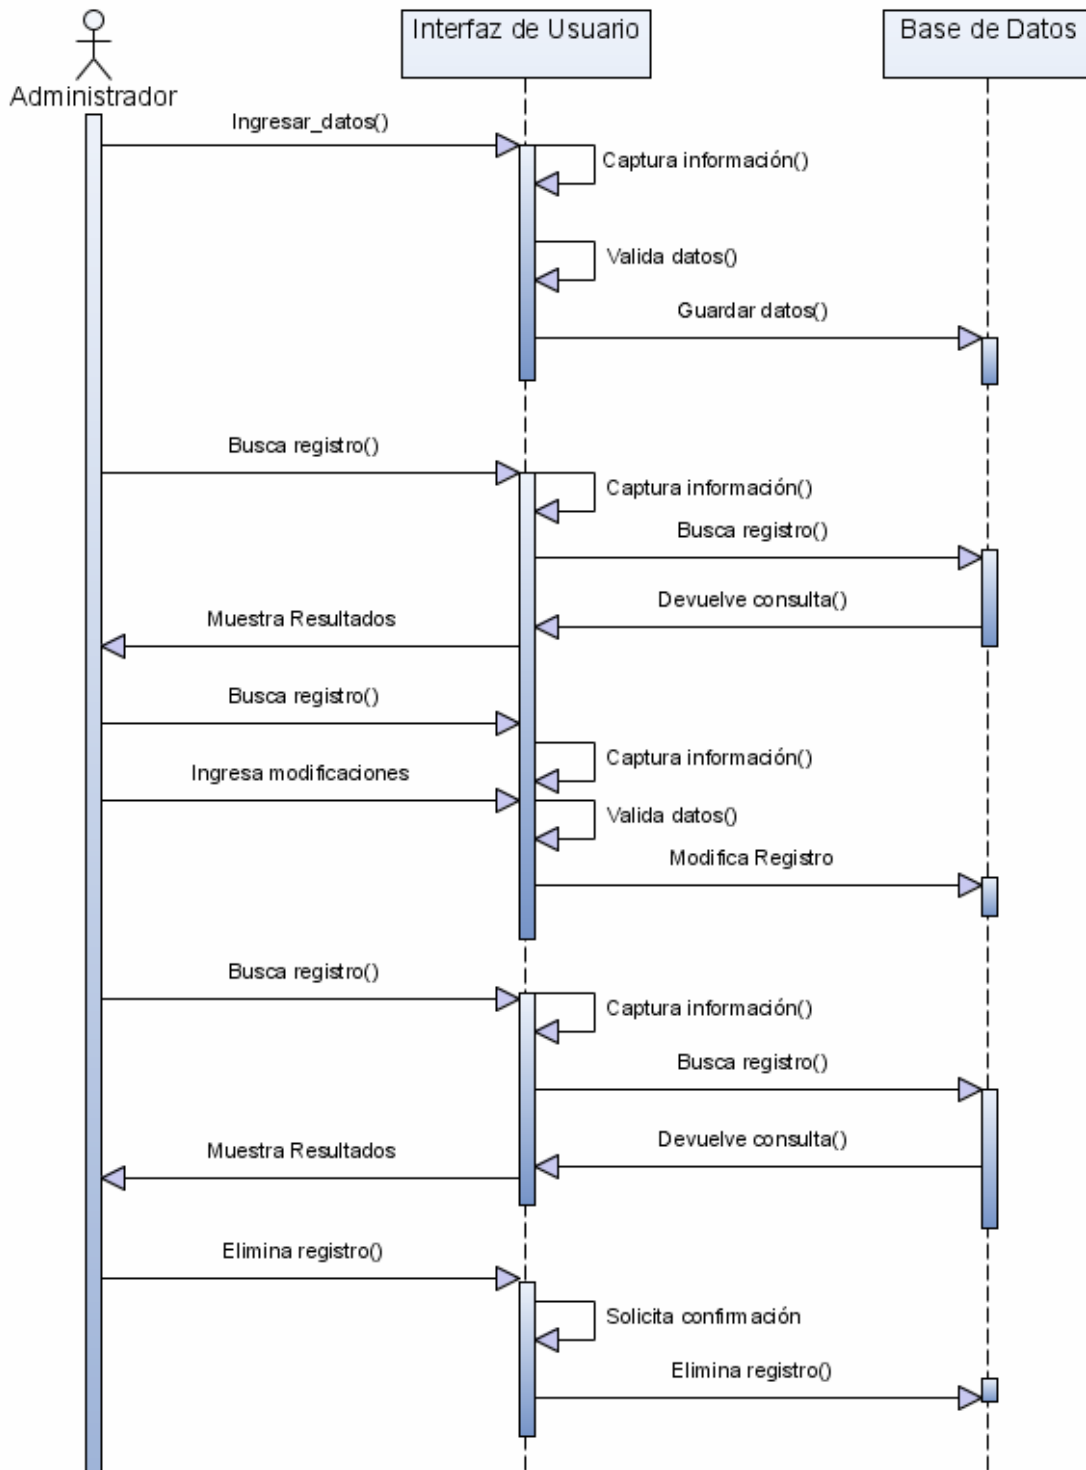 Interfaz de Usuario
Base de Datos
Administrador
Ingresar_datos()
Captura información()
Valida datos()
Guardar datos()
Busca registro()
Captura información()
Busca registro()
Devuelve consulta()
Muestra Resultados
Busca registro()
Captura información()
Ingresa modificaciones
Valida datos()
Modifica Registro
Busca registro()
Captura información()
Busca registro()
Devuelve consulta()
Muestra Resultados
Elimina registro()
Solicita confirmación
Elimina registro()